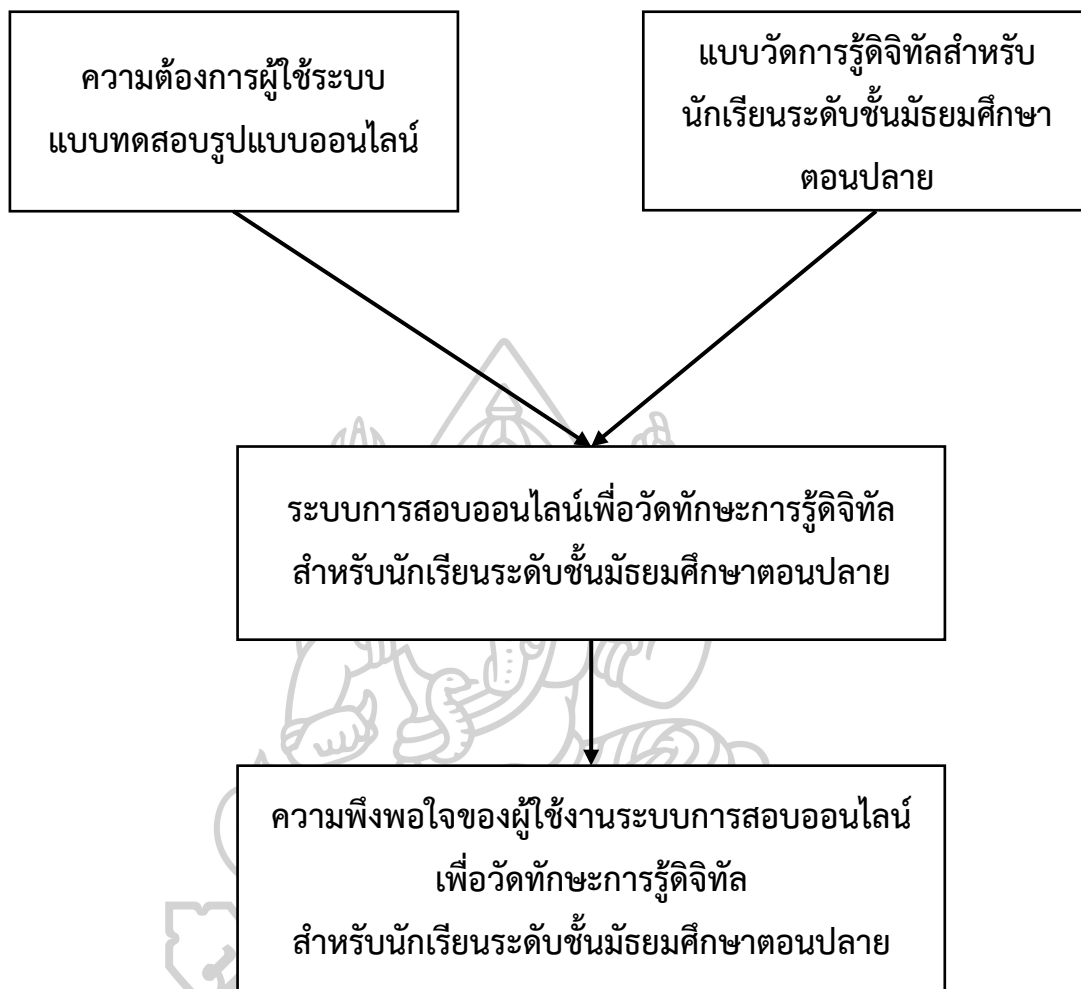 ความต้องการผู้ใช้ระบบ
แบบทดสอบรูปแบบออนไลน์
แบบวัดการรู้ดิจิทัลสำหรับ
นักเรียนระดับชั้นมัธยมศึกษา
ตอนปลาย
ระบบการสอบออนไลน์เพื่อวัดทักษะการรู้ดิจิทัล
สำหรับนักเรียนระดับชั้นมัธยมศึกษาตอนปลาย
ความพึงพอใจของผู้ใช้งานระบบการสอบออนไลน์
เพื่อวัดทักษะการรู้ดิจิทัล
สำหรับนักเรียนระดับชั้นมัธยมศึกษาตอนปลาย